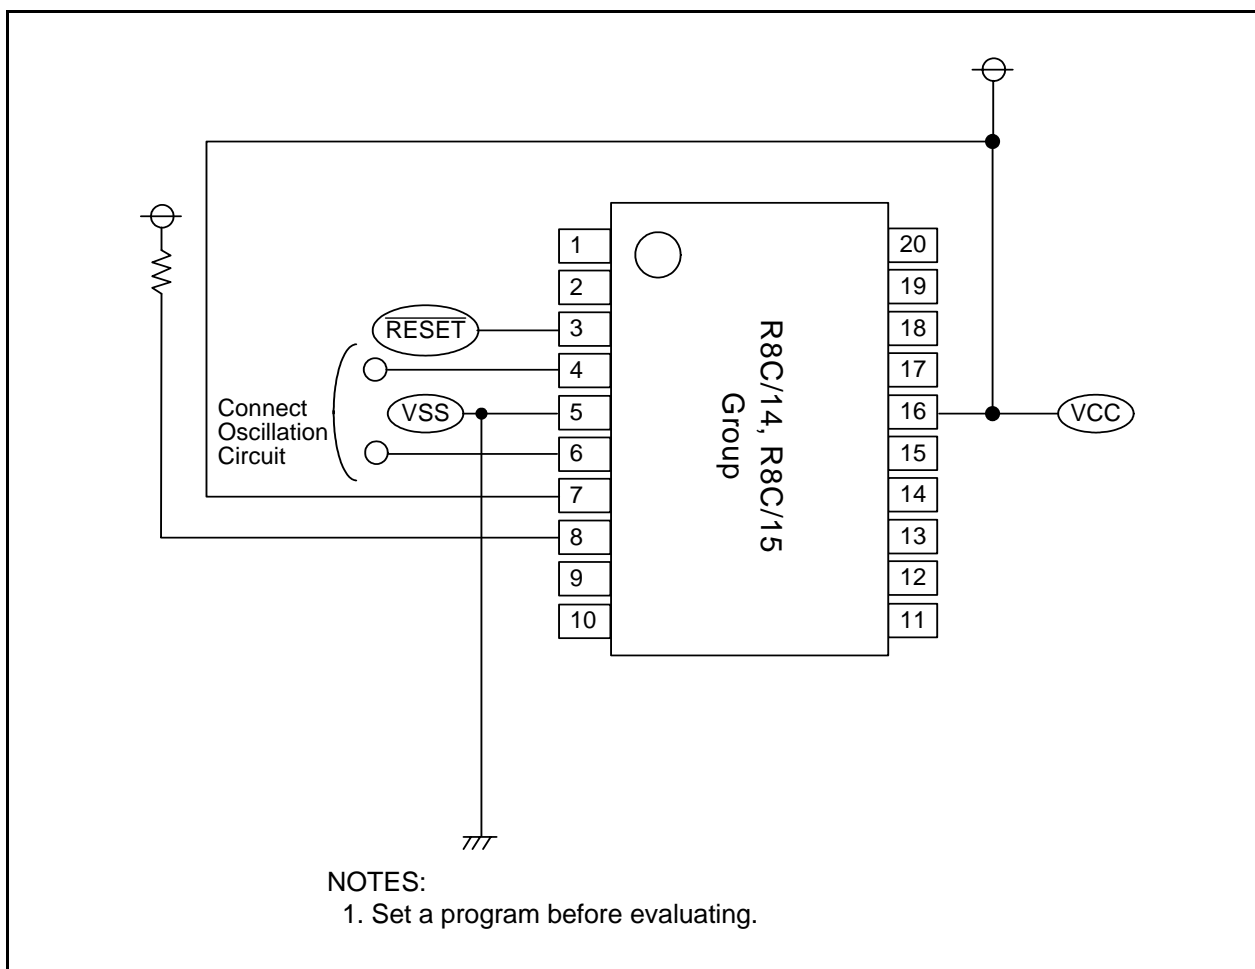 1
2
RESET
3
4
Connect
Oscillation
Circuit
VSS
5
6
7
8
9
10
R8C/14, R8C/15
Group
20
19
18
17
16
VCC
15
14
13
12
11
NOTES:
1. Set a program before evaluating.